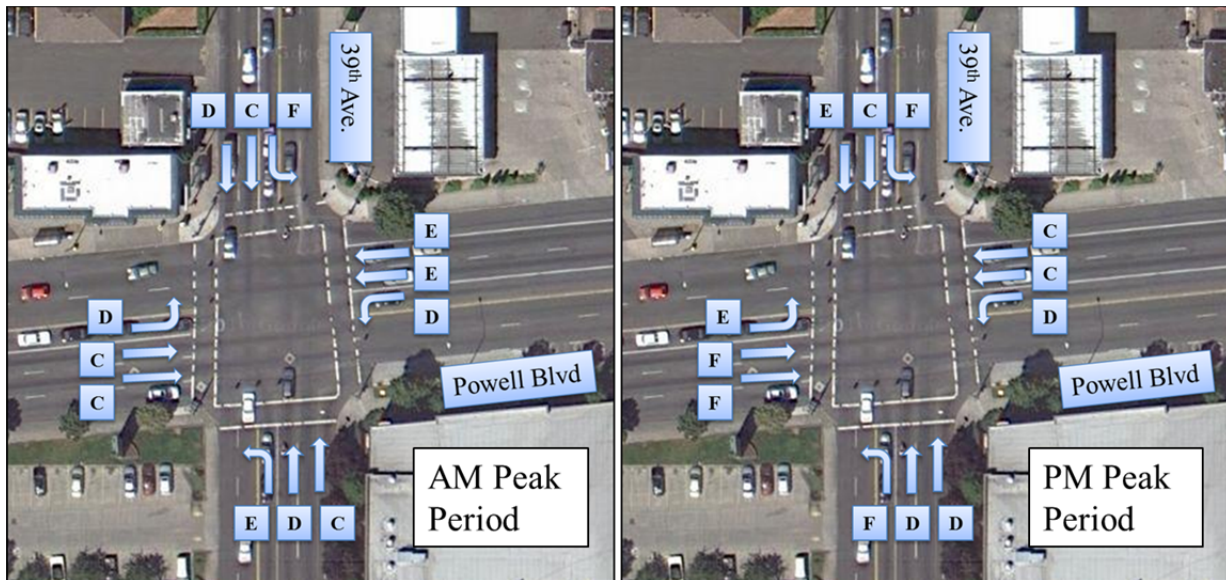 39th Ave.
D C F
E
E
D
D
C
C
Powell Blvd
E D C
AM Peak
Period
39th Ave.
E C F
C
C
D
E
F
F
Powell Blvd
F D D
PM Peak
Period